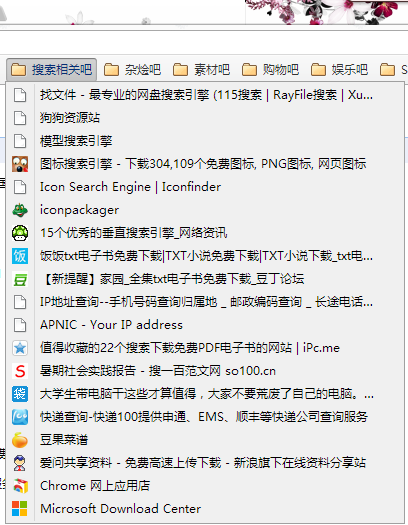 搜索相关吧 杂烩吧 素材吧 购物吧 娱乐吧 S
找文件 - 最专业的网盘搜索引擎 (115搜索 | RayFile搜索 | Xu...
狗狗资源站
模型搜索引擎
图标搜索引擎 - 下载304,109个免费图标, PNG图标, 网页图标
Icon Search Engine | Iconfinder
iconpackager
15个优秀的垂直搜索引擎_网络资讯
饭饭txt电子书免费下载|TXT小说免费下载|TXT小说下载_txt电...
【新提醒】家园_全集txt电子书免费下载_豆丁论坛
IP地址查询--手机号码查询归属地 _ 邮政编码查询 _ 长途电话...
APNIC - Your IP address
值得收藏的22个搜索下载免费PDF电子书的网站 | iPc.me
暑期社会实践报告 - 搜一百范文网 so100.cn
大学生带电脑干这些才算值得，大家不要荒废了自己的电脑。...
快递查询-快递100提供申通、EMS、顺丰等快递公司查询服务
豆果菜谱
爱问共享资料 - 免费高速上传下载 - 新浪旗下在线资料分享站
Chrome 网上应用店
Microsoft Download Center